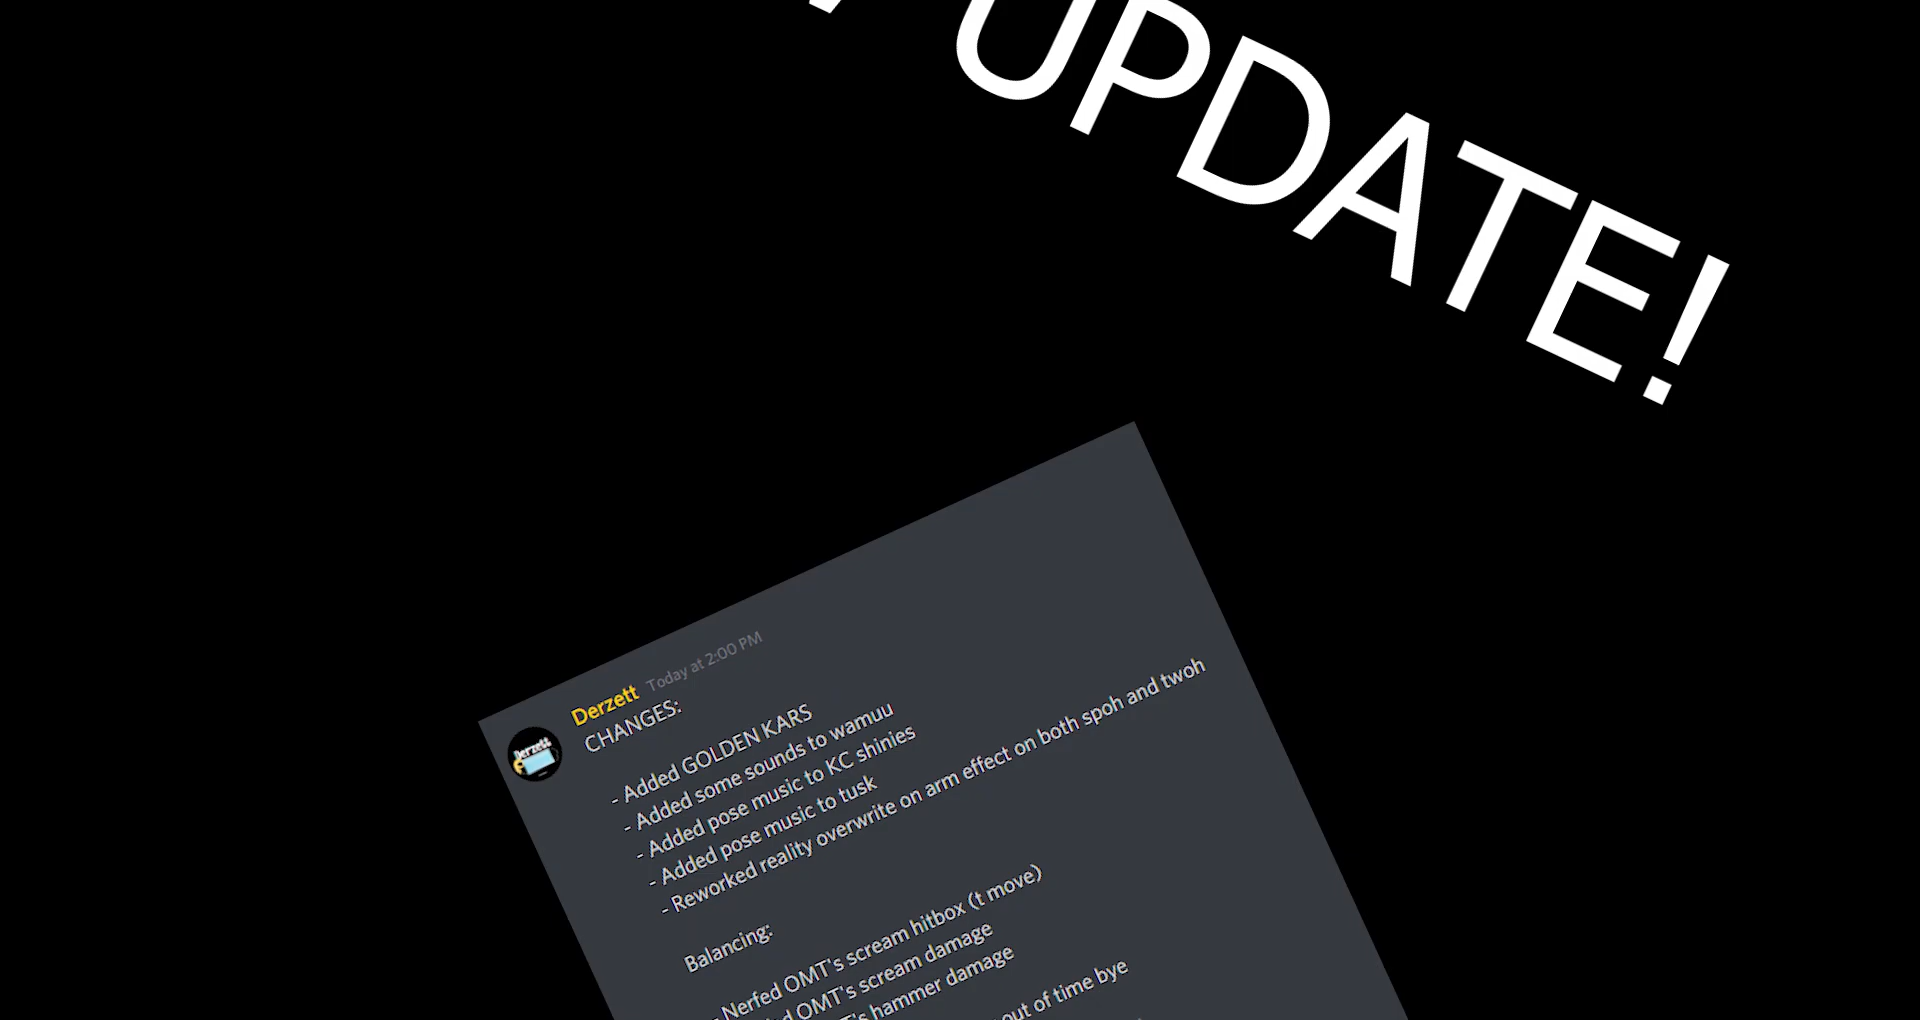 UPDATE!
Derzett Today at 2:00 PM
CHANGES:
Derzett
- Added GOLDEN KARS
- Added some sounds to wamuu
- Added pose music to KC shinies
- Added pose music to tusk
- Reworked reality overwrite on arm effect on both spoh and twoh
Balancing:
- Nerfed OMT's scream hitbox (t move)
OMT's scream damage
hammer damage
out of time bye